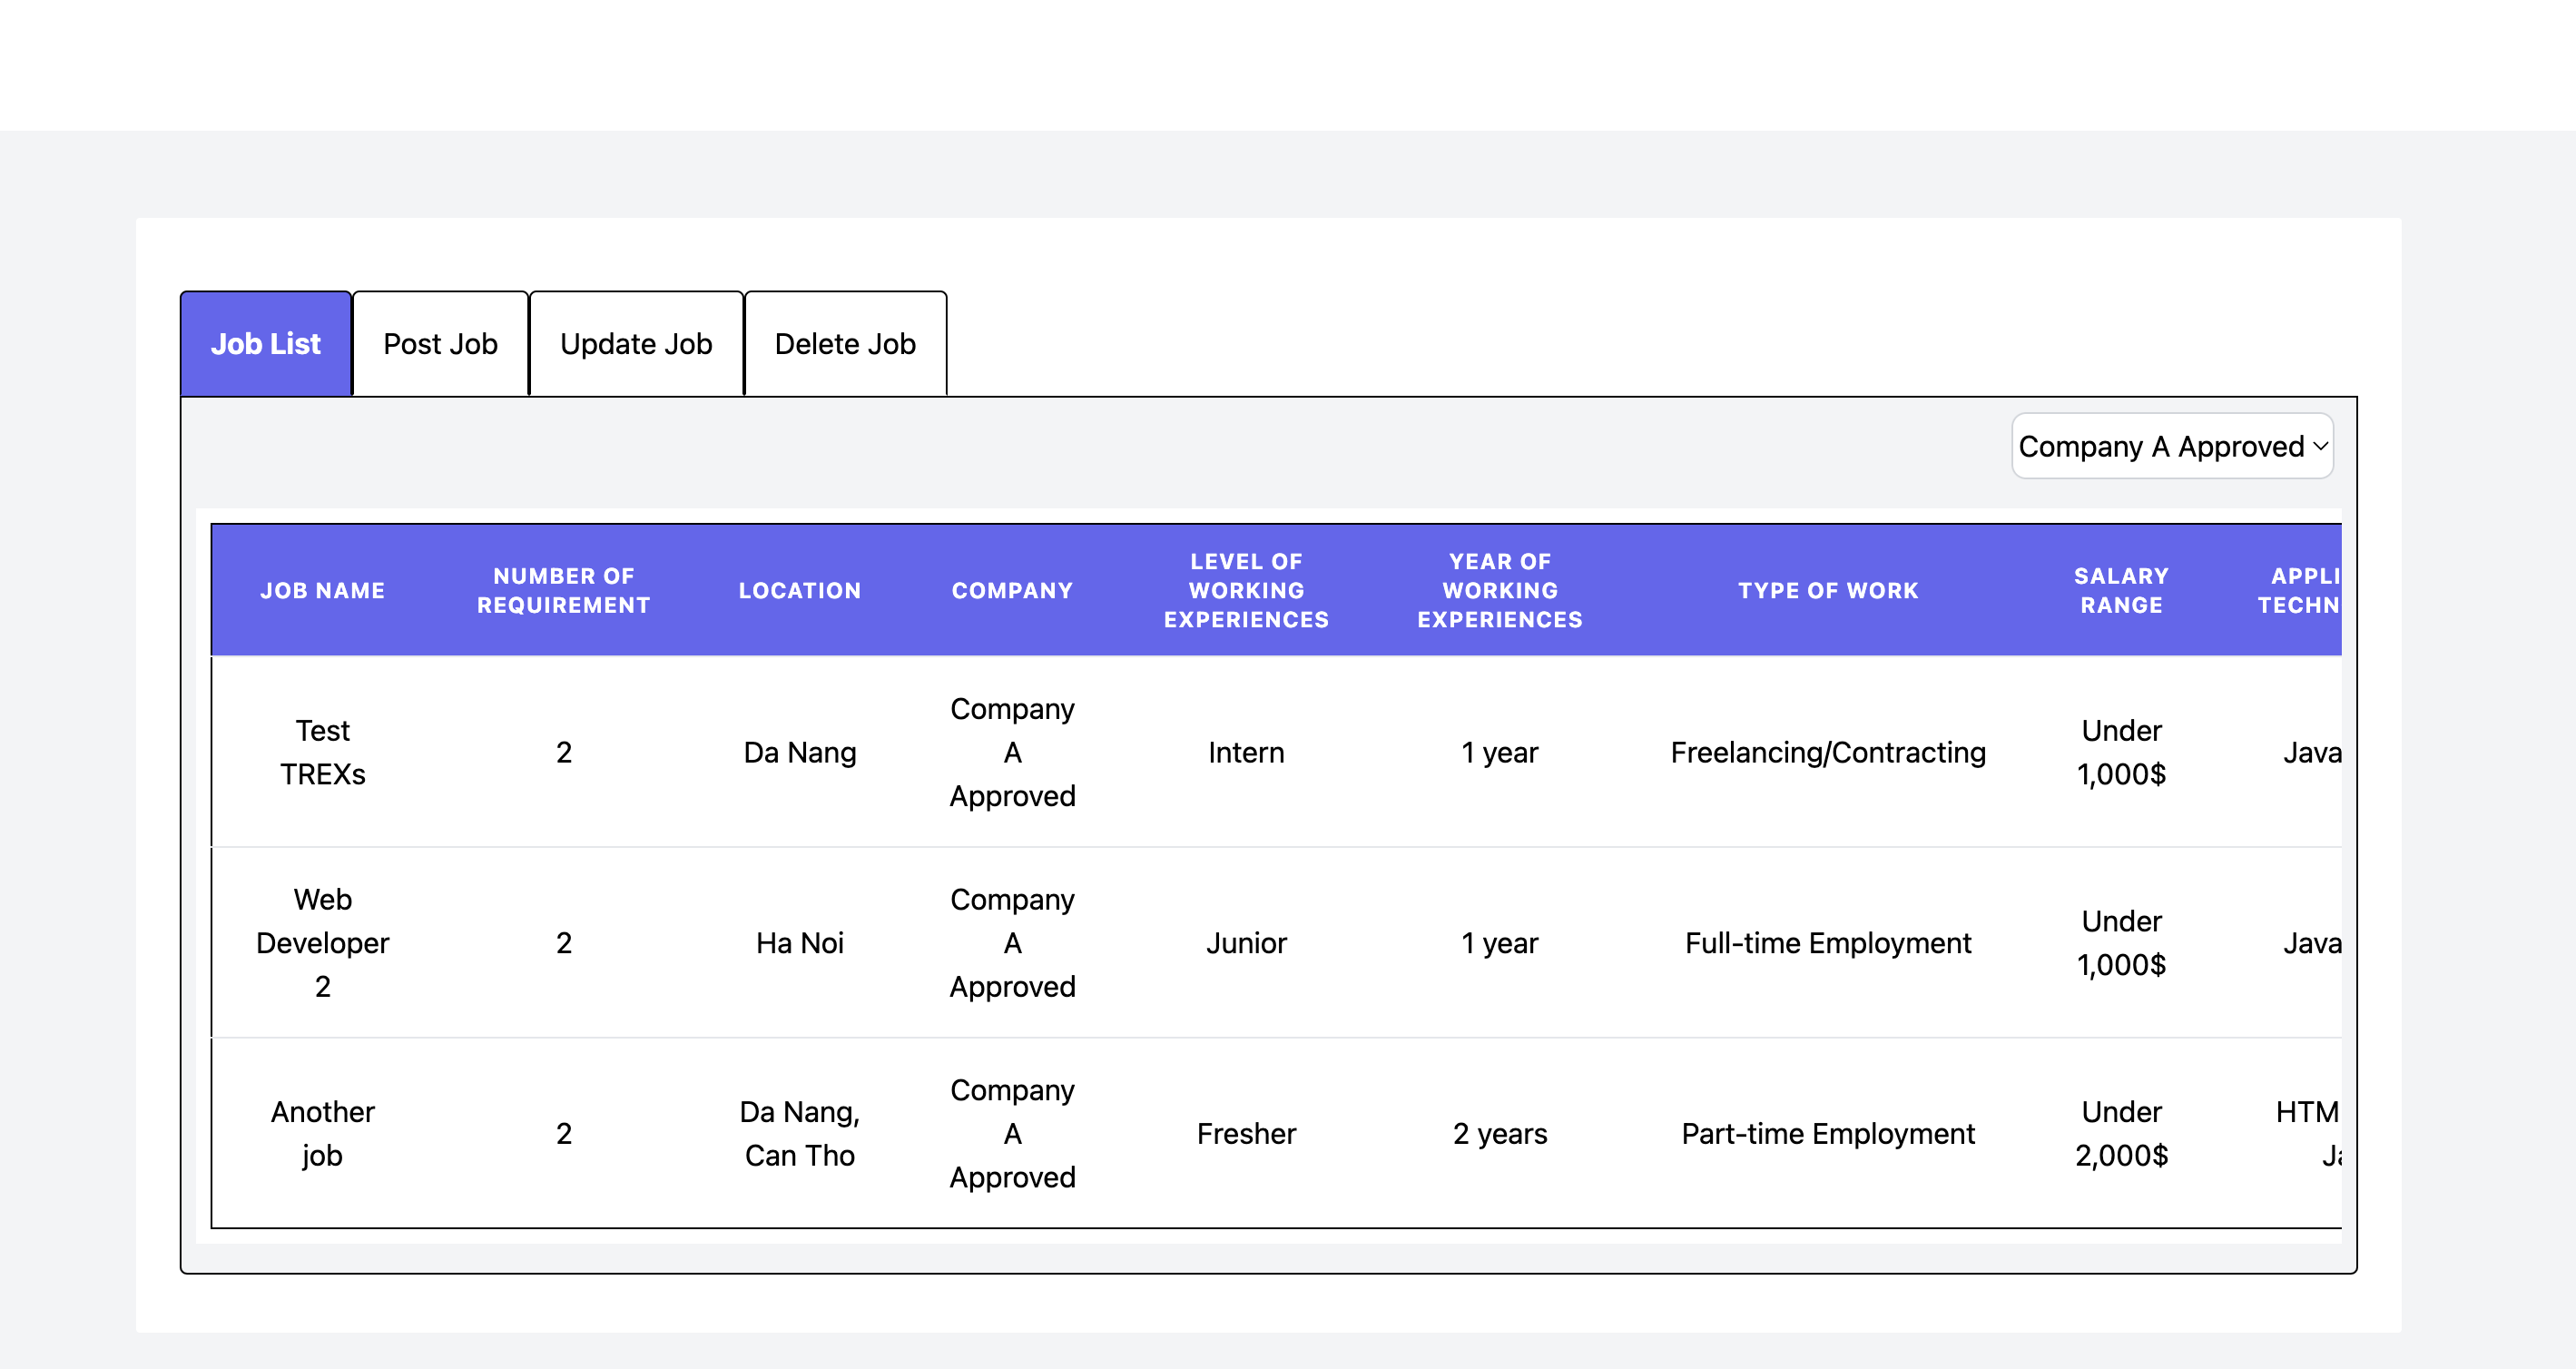 Job List Post Job Update Job Delete Job
Company A Approved
JOB NAME
NUMBER OF
REQUIREMENT
LOCATION
COMPANY
LEVEL OF
WORKING
EXPERIENCES
YEAR OF
WORKING
EXPERIENCES
TYPE OF WORK
SALARY
RANGE
APPLI
TECHN
Test
TREXs
2
Da Nang
Company
A
Approved
Intern
1 year
Freelancing/Contracting
Under
1,000$
Java
Web
Developer
2
2
Ha Noi
Company
A
Approved
Junior
1 year
Full-time Employment
Under
1,000$
Java
Another
job
2
Da Nang,
Can Tho
Company
A
Approved
Fresher
2 years
Part-time Employment
Under
2,000$
HTM